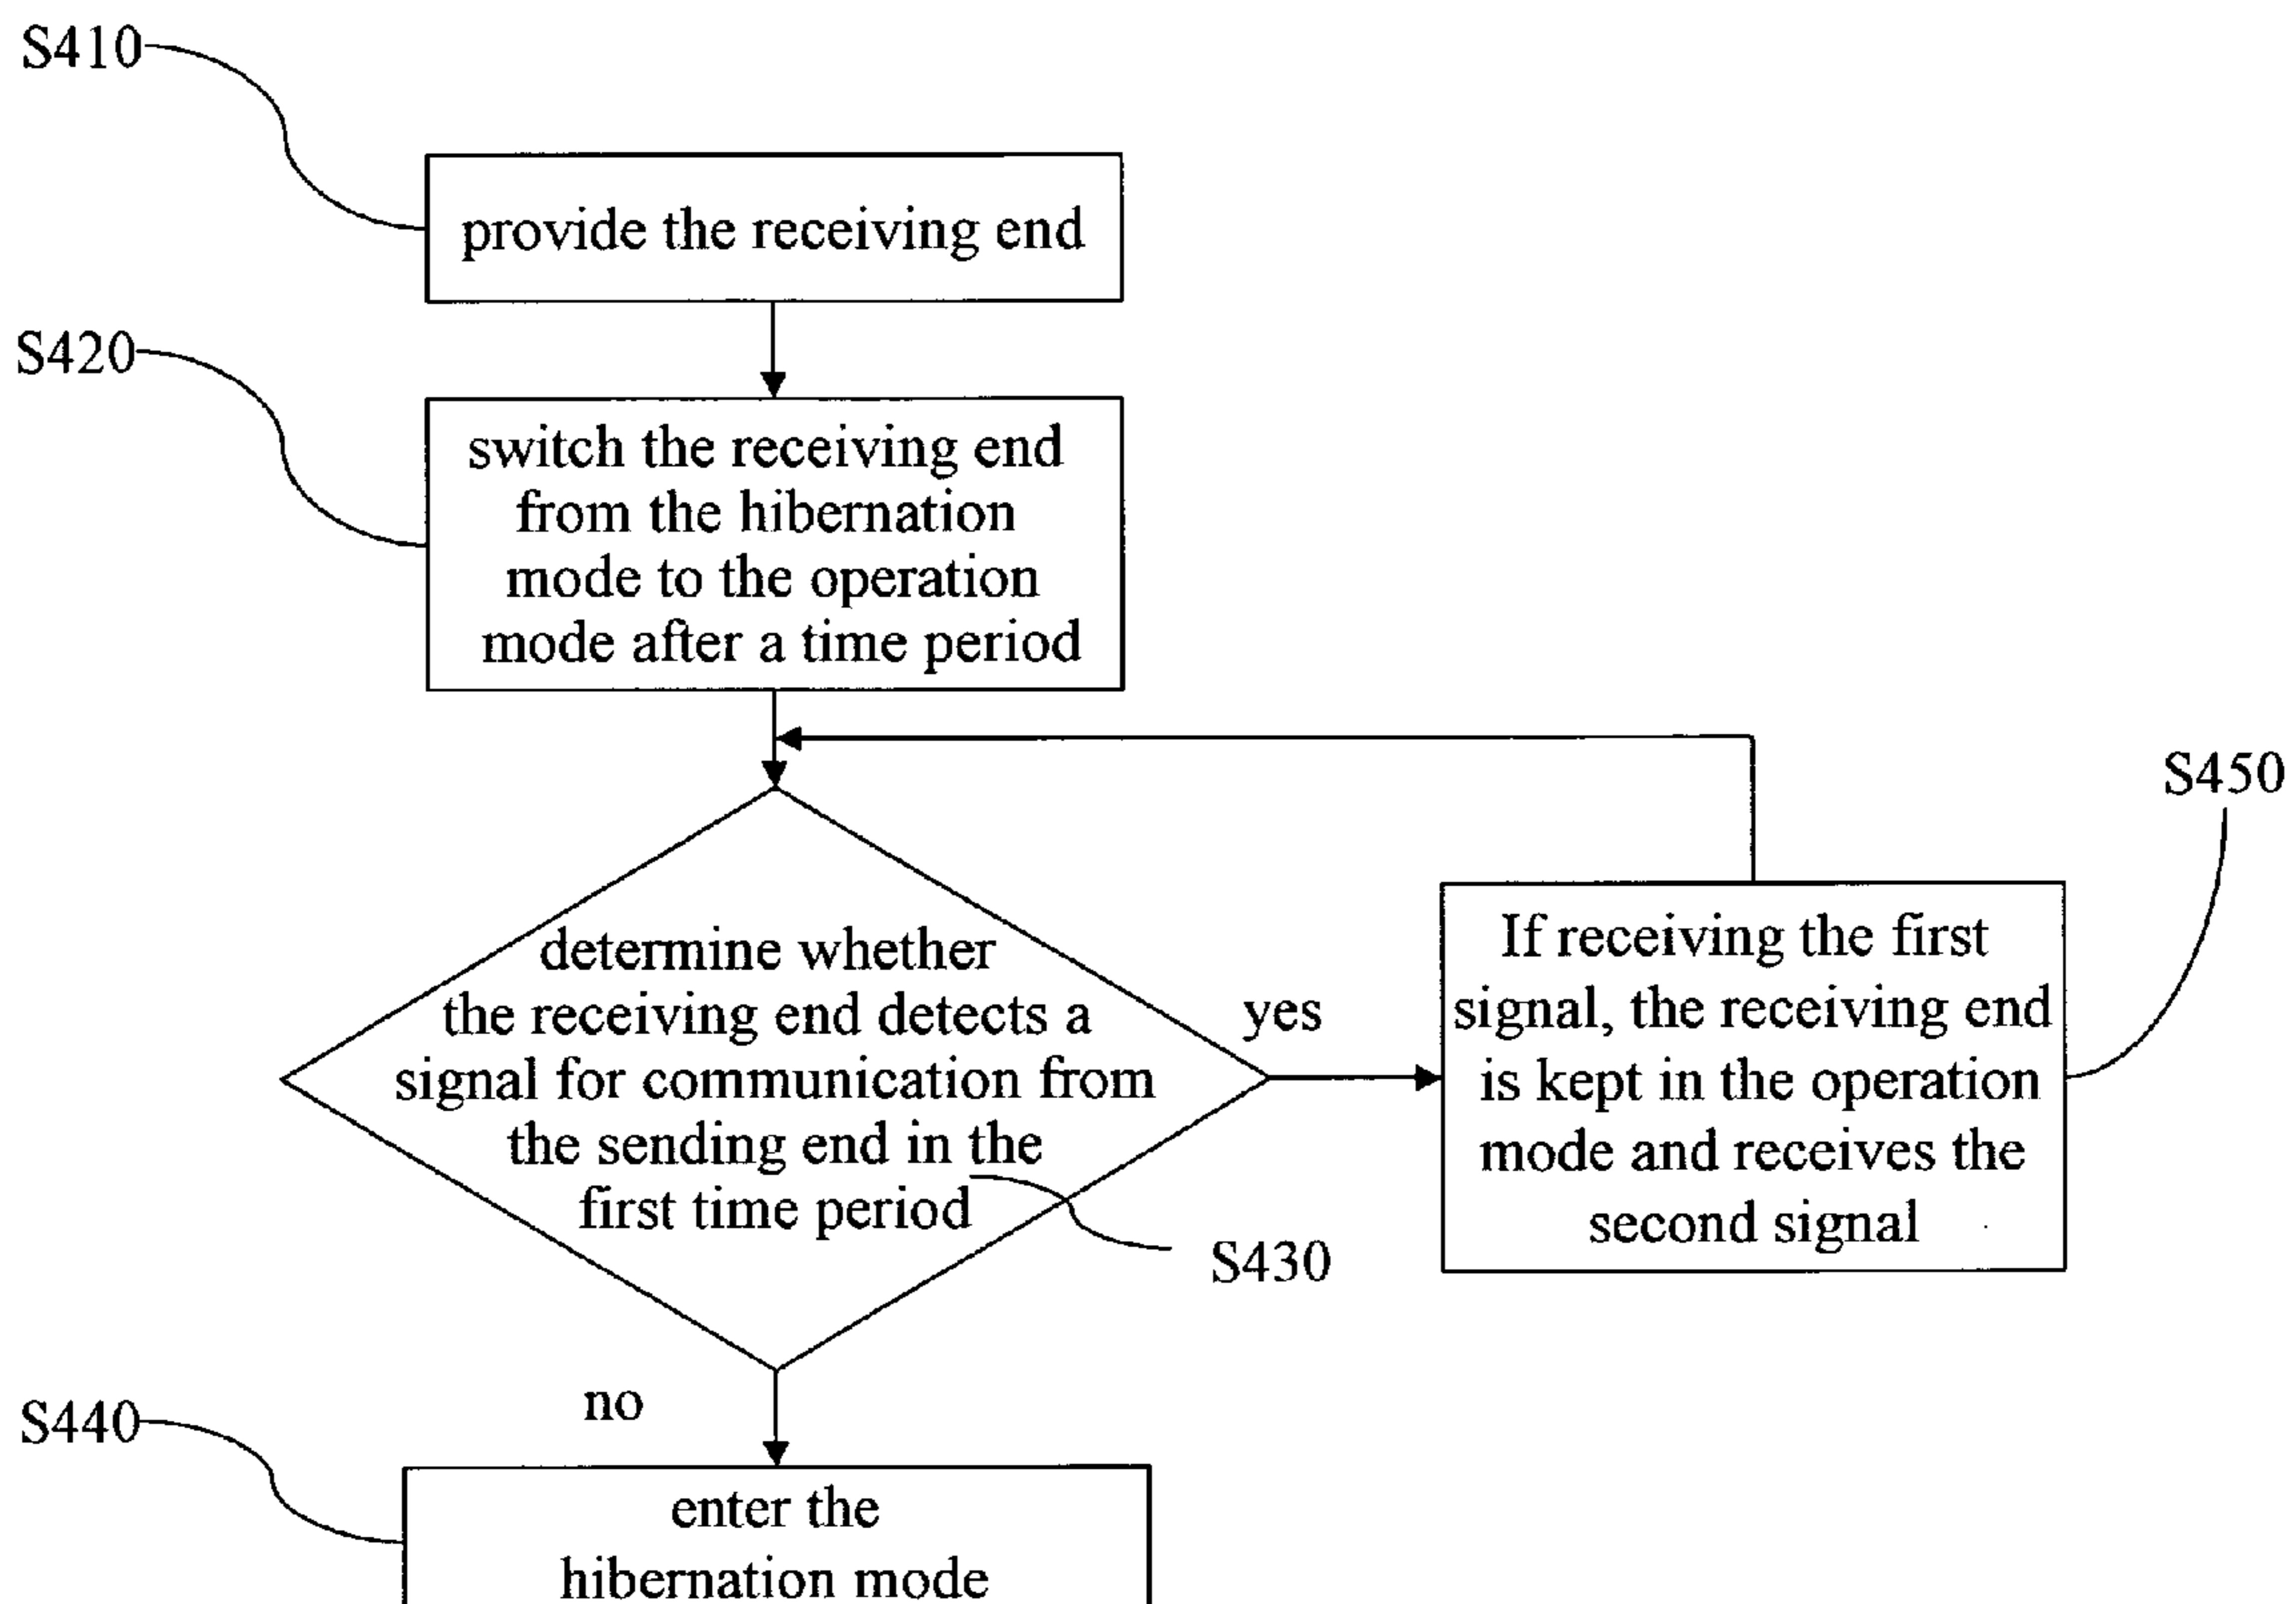 S410
provide the receiving end
S420
switch the receiving end
from the hibernation
mode to the operation
mode after a time period
S450
determine whether
the receiving end detects a
signal for communication from
the sending end in the
first time period
yes
If receiving the first
signal, the receiving end
is kept in the operation
mode and receives the
second signal
S430
no
S440
enter the
hibernation mode